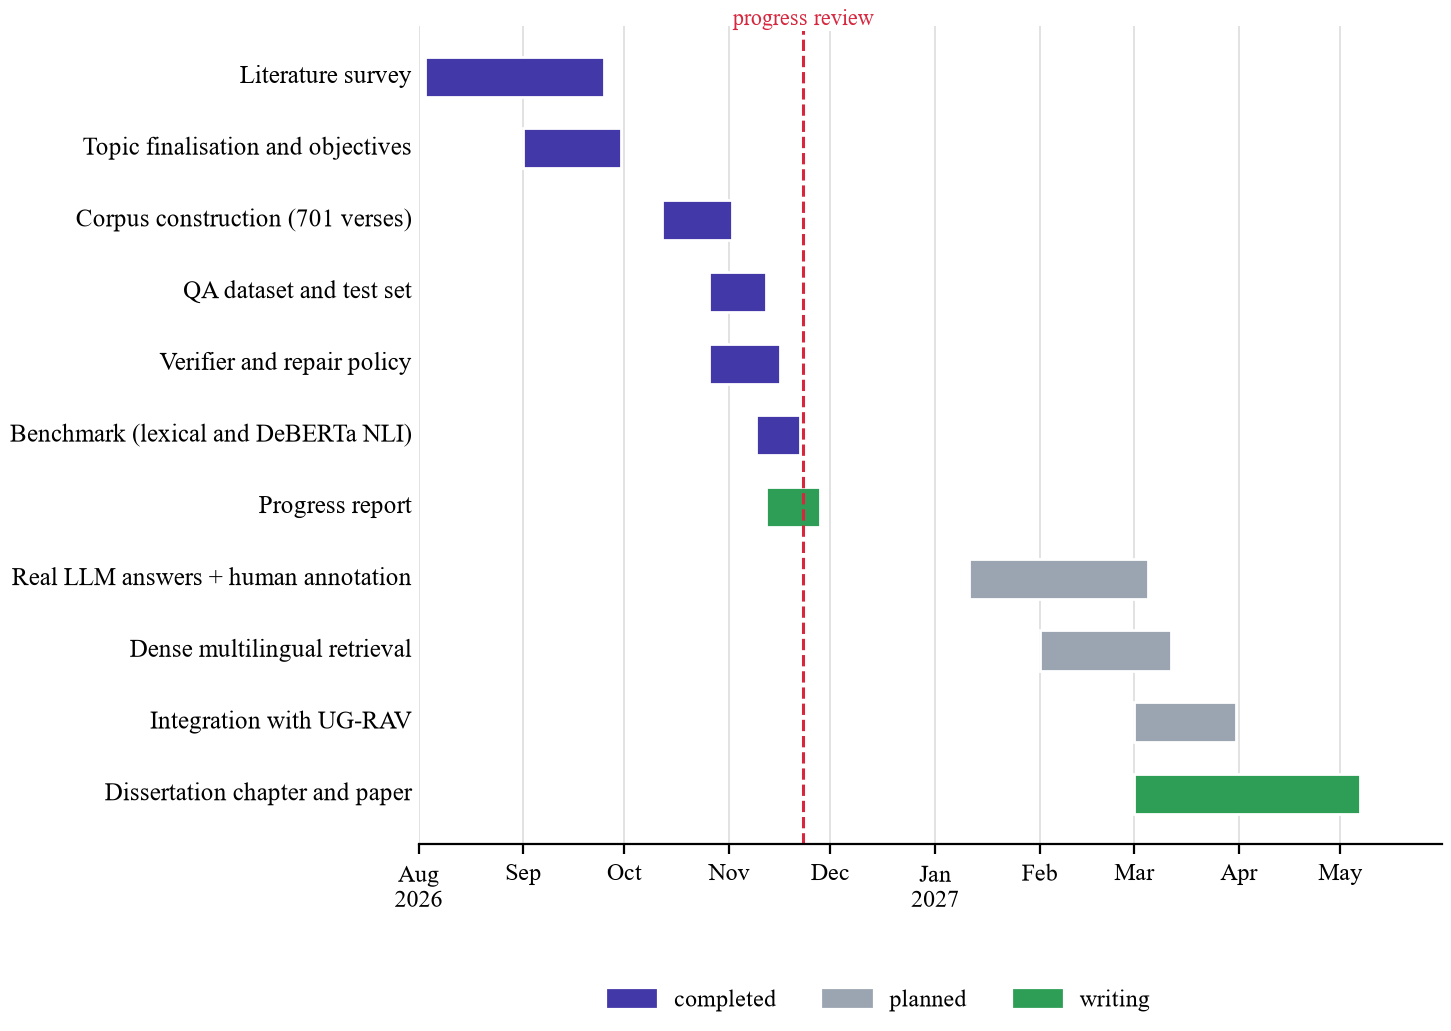 progress review
Literature survey
Topic finalisation and objectives
Corpus construction (701 verses)
QA dataset and test set
Verifier and repair policy
Benchmark (lexical and DeBERTa NLI)
Progress report
Real LLM answers + human annotation
Dense multilingual retrieval
Integration with UG-RAV
Dissertation chapter and paper
Aug Sep Oct Nov Dec Jan Feb Mar Apr May
2026 2027
completed planned writing